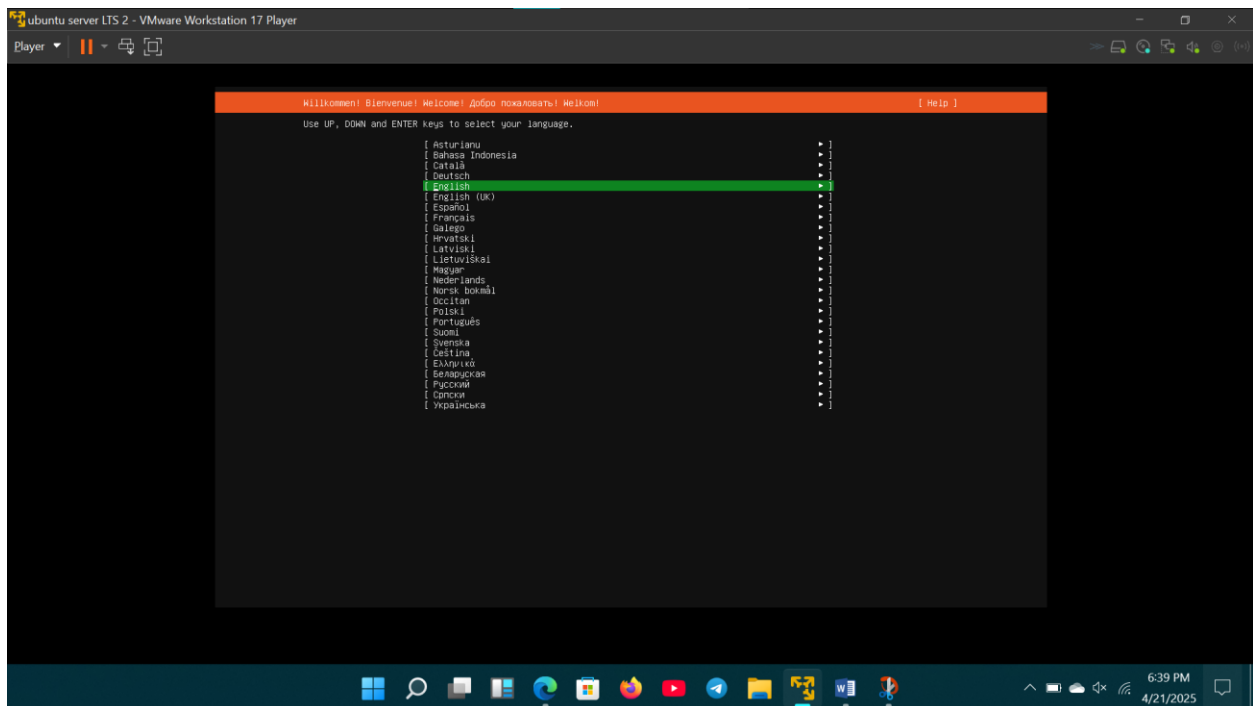 ubuntu server LTS 2 - VMware Workstation 17 Player
Player
Willkommen! Bienvenue! Welcome! Добро пожаловать! Welkom! [ Help ]
Use UP, DOWN and ENTER keys to select your language.
[ Asturianu ▸ ]
[ Bahasa Indonesia ▸ ]
[ Català ▸ ]
[ Deutsch ▸ ]
[ English ▸ ]
[ English (UK) ▸ ]
[ Español ▸ ]
[ Français ▸ ]
[ Galego ▸ ]
[ Hrvatski ▸ ]
[ Latviski ▸ ]
[ Lietuviškai ▸ ]
[ Magyar ▸ ]
[ Nederlands ▸ ]
[ Norsk bokmål ▸ ]
[ Occitan ▸ ]
[ Polski ▸ ]
[ Português ▸ ]
[ Suomi ▸ ]
[ Svenska ▸ ]
[ Čeština ▸ ]
[ Ελληνικά ▸ ]
[ Беларуская ▸ ]
[ Русский ▸ ]
[ Српски ▸ ]
[ Українська ▸ ]
6:39 PM
4/21/2025